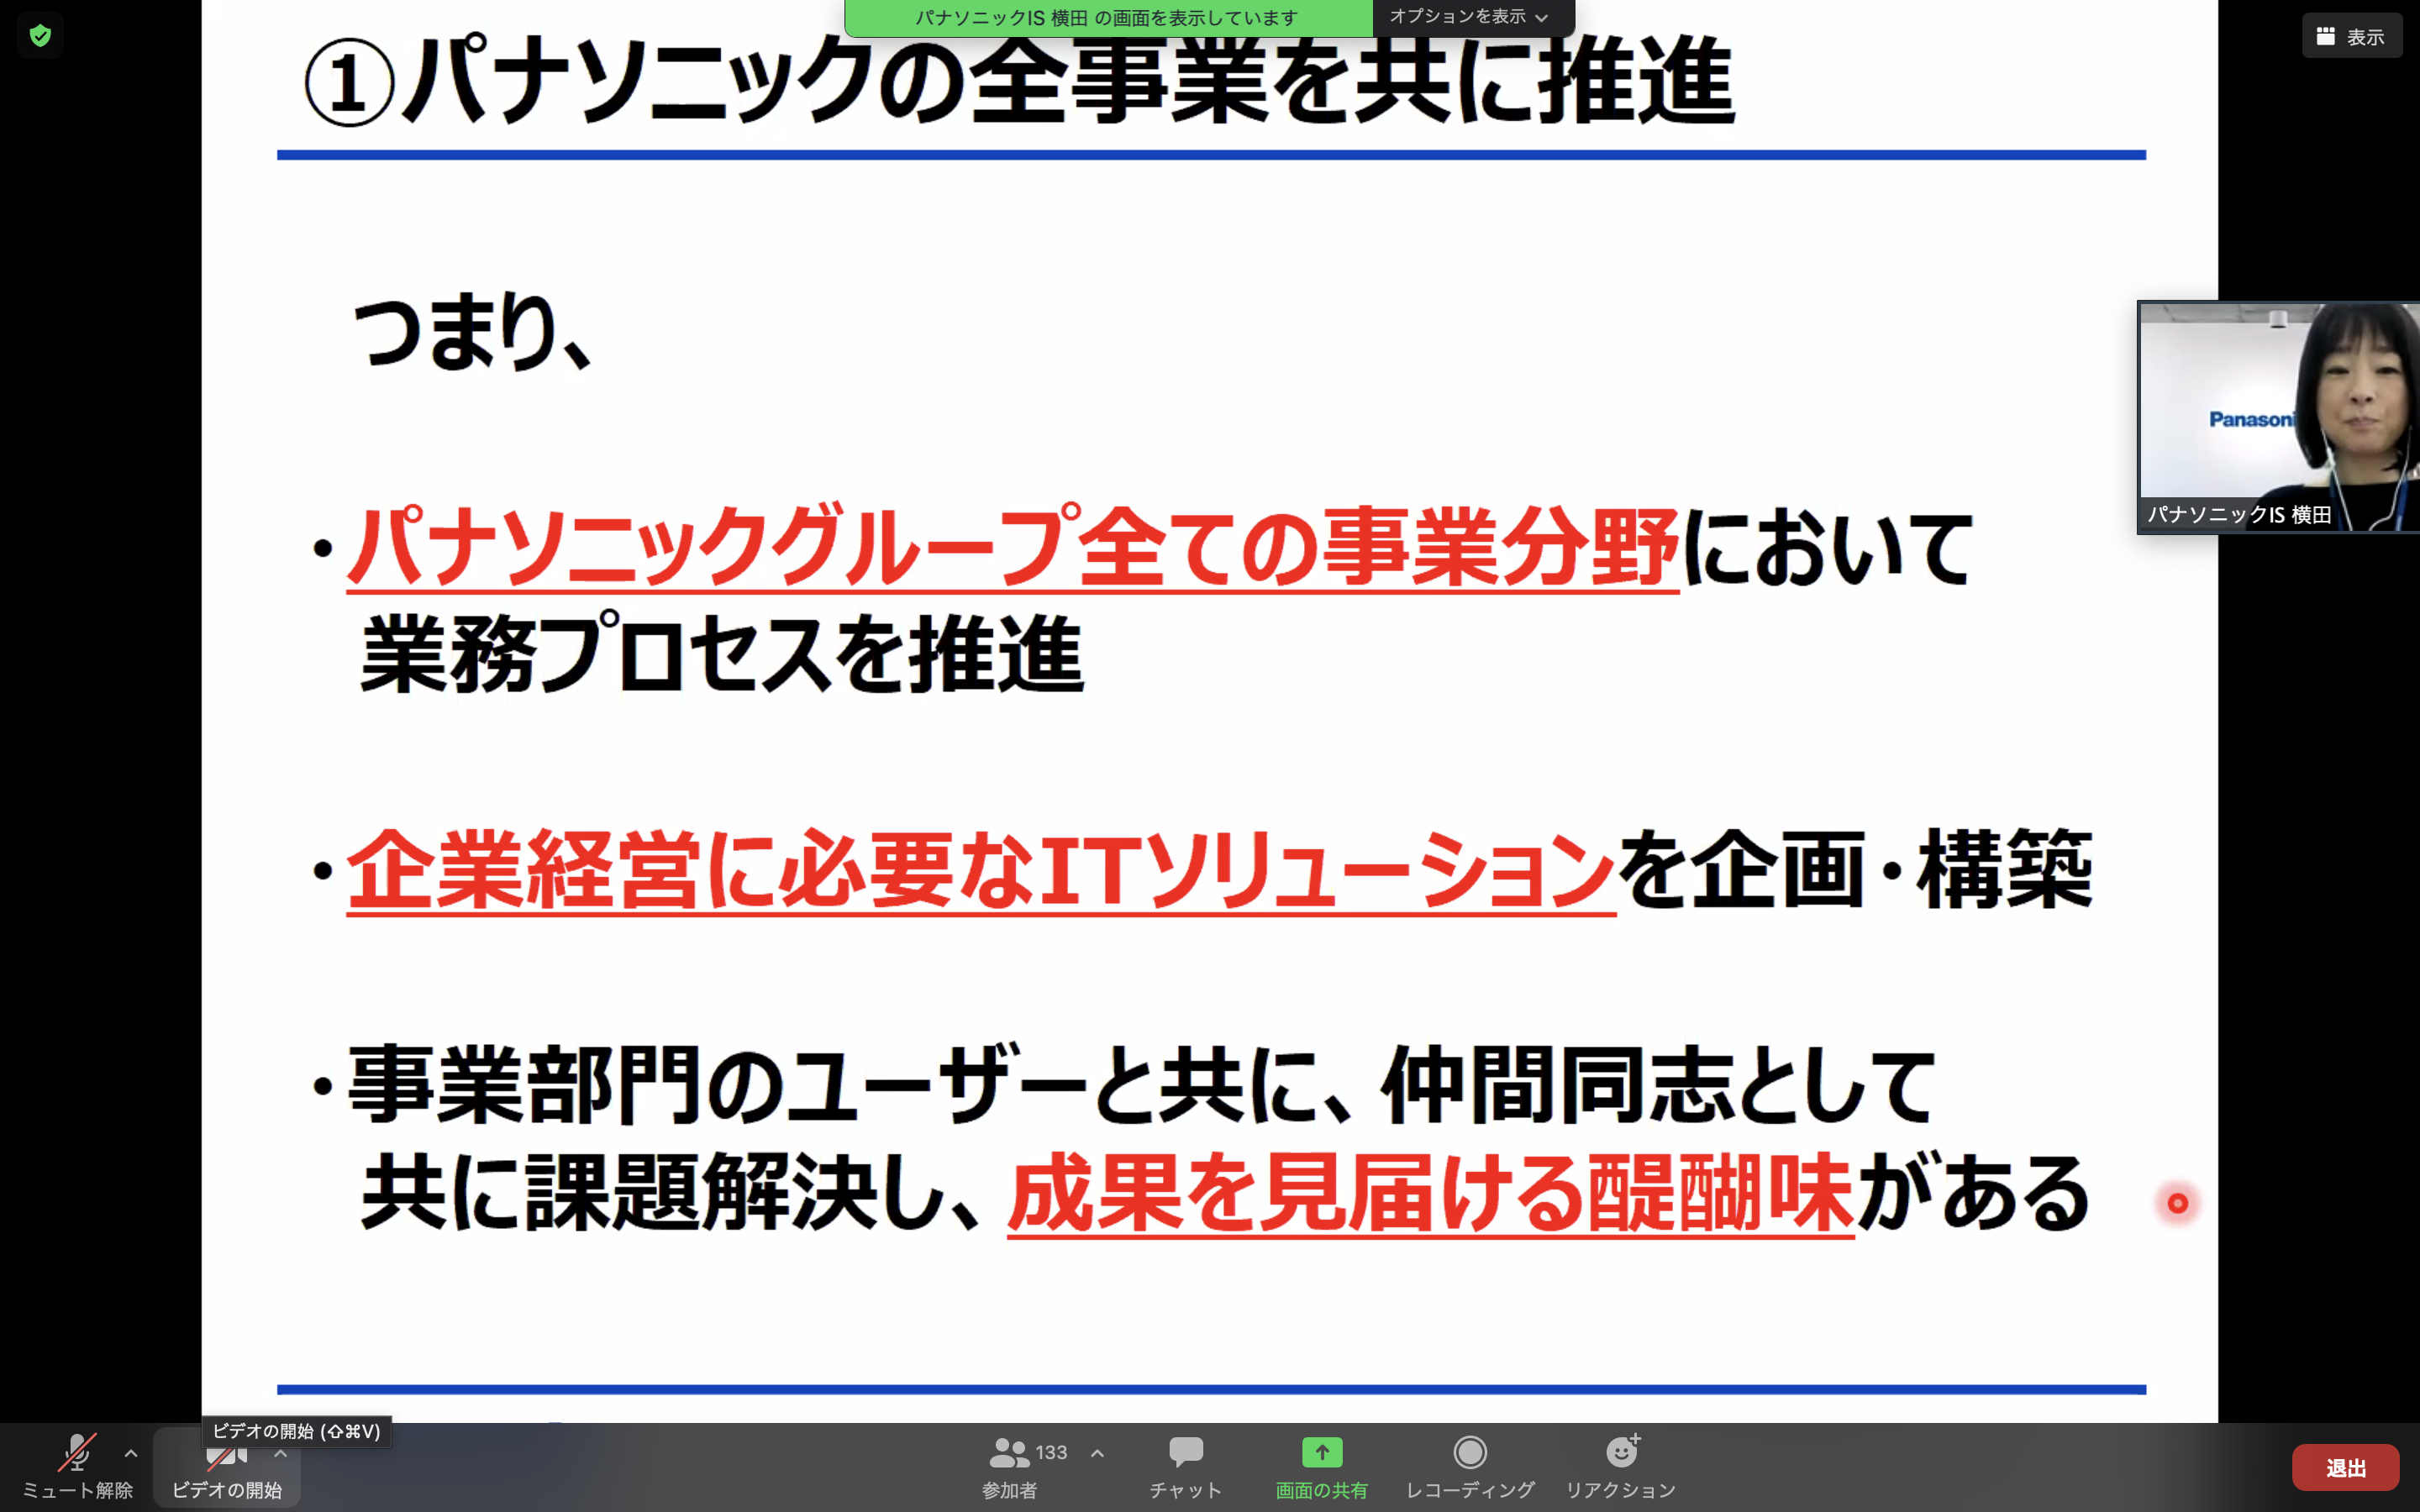 パナソニックIS 横田 の画面を表示しています
オプションを表示
表示
①パナソニックの全事業を共に推進
つまり、
・パナソニックグループ全ての事業分野において
業務プロセスを推進
・企業経営に必要なITソリューションを企画・構築
・事業部門のユーザーと共に、仲間同志として
共に課題解決し、成果を見届ける醍醐味がある
Panasoni
パナソニックIS 横田
ビデオの開始 (⇧⌘V)
ミュート解除
ビデオの開始
133
参加者
チャット
画面の共有
レコーディング
リアクション
退出